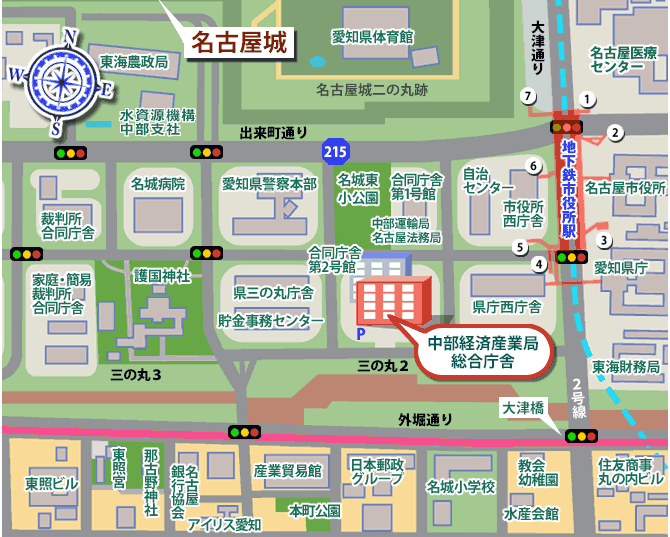 N
W
E
S
名古屋城
東海農政局
愛知県体育館
名古屋城二の丸跡
水資源機構
中部支社
大津通り
名古屋医療
センター
7
1
2
出来町通り
215
地下鉄市役所駅
名城病院
愛知県警察本部
名城東
小公園
合同庁舎
第1号館
中部運輸局
名古屋法務局
自治
センター
6
市役所
西庁舎
名古屋市役所
裁判所
合同庁舎
3
5
4
愛知県庁
家庭・簡易
裁判所
合同庁舎
護国神社
県三の丸庁舎
貯金事務センター
合同庁舎
第2号館
P
県庁西庁舎
中部経済産業局
総合庁舎
三の丸3
三の丸2
東海財務局
2号線
大津橋
外堀通り
東照ビル
東照宮
那古野神社
名古屋
銀行協会
産業貿易館
日本郵政
グループ
名城小学校
教会
幼稚園
住友商事
丸の内ビル
アイリス愛知
本町公園
水産会館